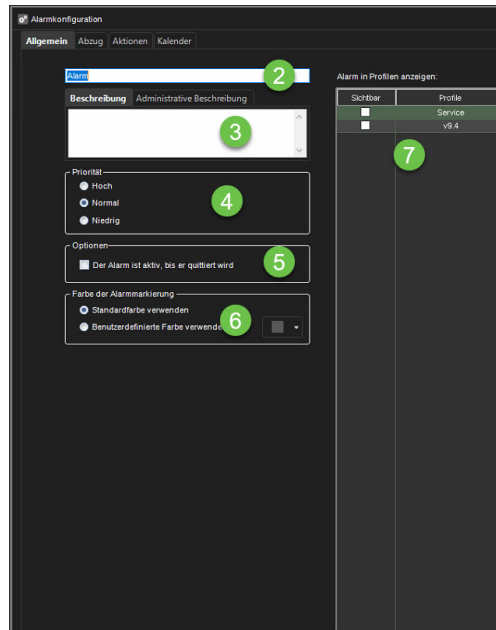 Alarmkonfiguration
Allgemein Abzug Aktionen Kalender
Alarm
2
Alarm in Profilen anzeigen:
Beschreibung Administrative Beschreibung
3
Sichtbar Profile
Service
v9.4
7
Priorität
Hoch
Normal
Niedrig
4
Optionen
Der Alarm ist aktiv, bis er quittiert wird
5
Farbe der Alarmmarkierung
Standardfarbe verwenden
Benutzerdefinierte Farbe verwende
6